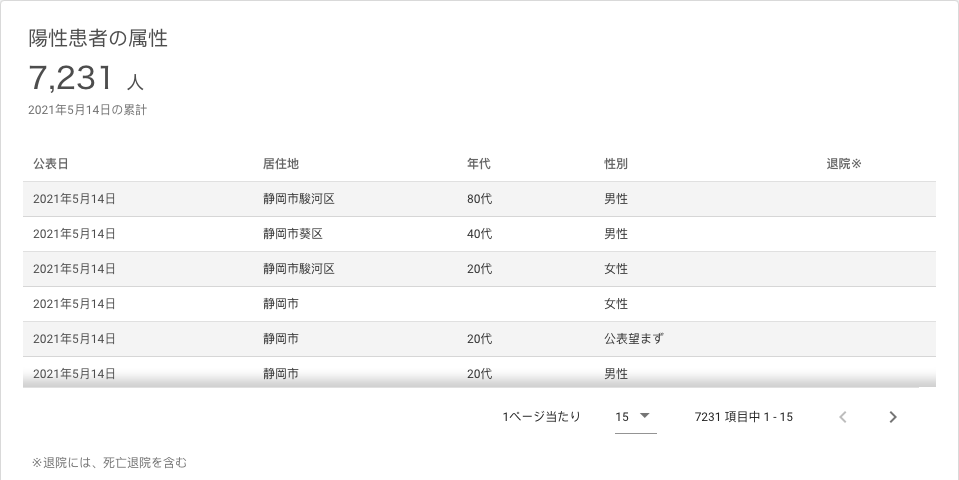 陽性患者の属性
7,231 人
2021年5月14日の累計
公表日 居住地 年代 性別 退院※
2021年5月14日 静岡市駿河区 80代 男性
2021年5月14日 静岡市葵区 40代 男性
2021年5月14日 静岡市駿河区 20代 女性
2021年5月14日 静岡市 女性
2021年5月14日 静岡市 20代 公表望まず
2021年5月14日 静岡市 20代 男性
1ページ当たり 15 7231 項目中 1 - 15
※退院には、死亡退院を含む